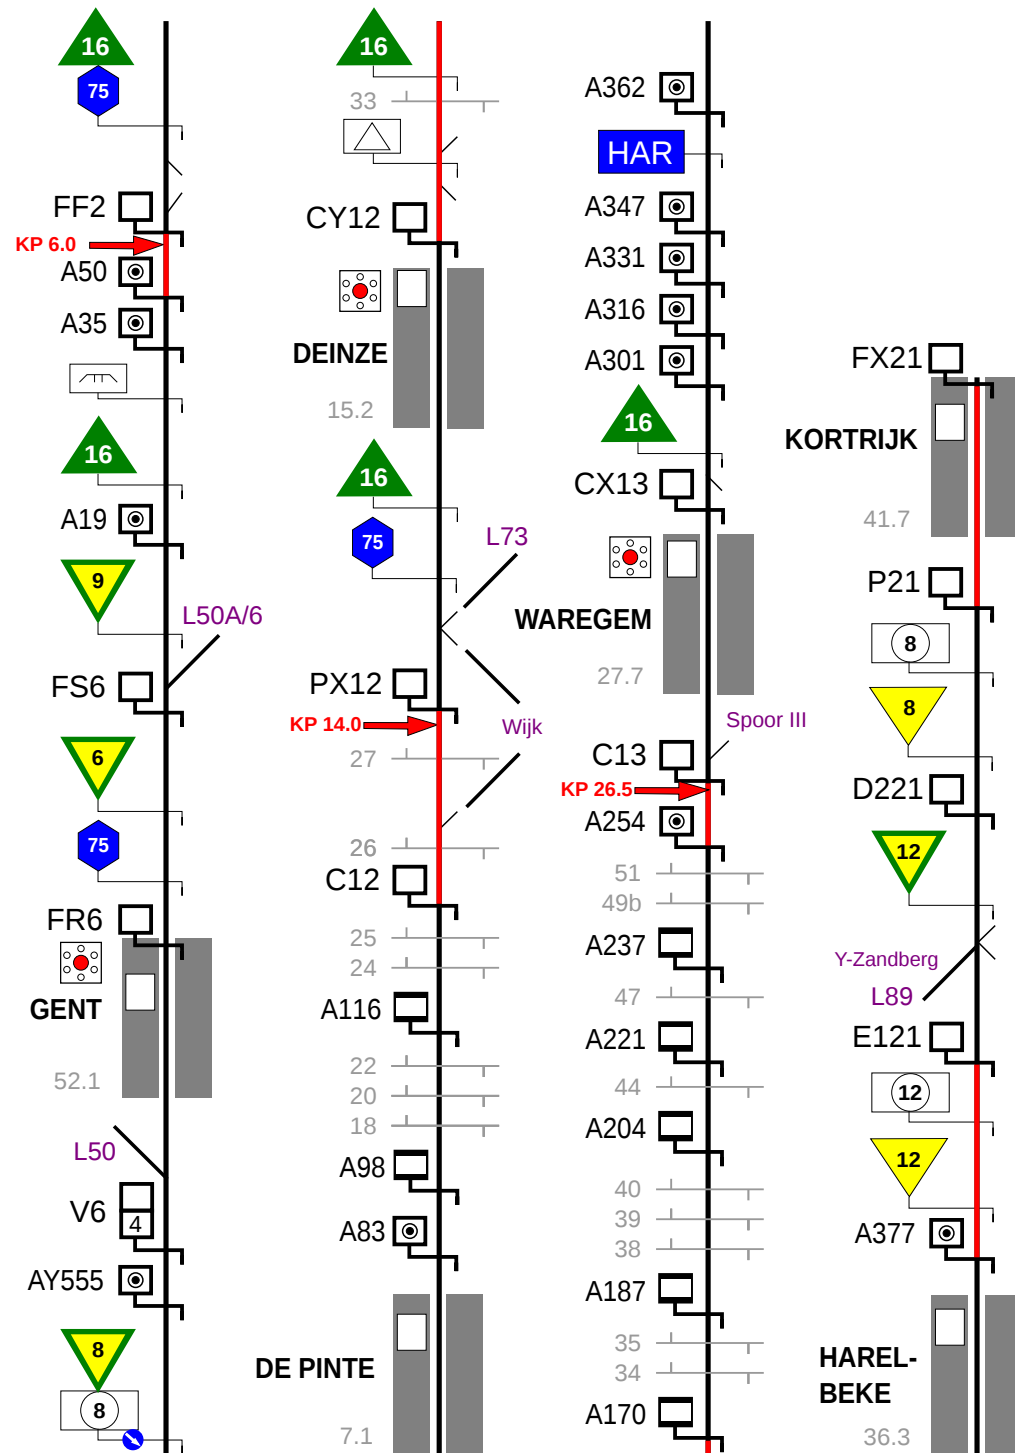 16
75
FF2
KP 6.0
A50
A35
16
A19
9
L50A/6
FS6
6
75
FR6
GENT
52.1
L50
V6
4
AY555
8
8
16
33
CY12
DEINZE
15.2
16
75
L73
PX12
KP 14.0
Wijk
27
26
C12
25
24
A116
22
20
18
A98
A83
DE PINTE
7.1
A362
HAR
A347
A331
A316
A301
16
CX13
WAREGEM
27.7
Spoor III
C13
KP 26.5
A254
51
49b
A237
47
A221
44
A204
40
39
38
A187
35
34
A170
FX21
KORTRIJK
41.7
P21
8
8
D221
12
Y-Zandberg
L89
E121
12
12
A377
HAREL-
BEKE
36.3